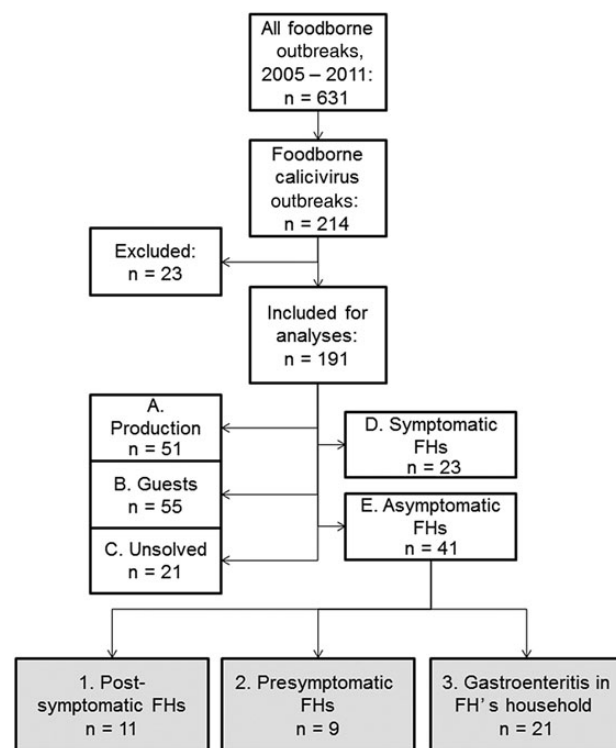 All foodborne
outbreaks,
2005 – 2011:
n = 631
Foodborne
calicivirus
outbreaks:
n = 214
Excluded:
n = 23
Included for
analyses:
n = 191
A.
Production
n = 51
B. Guests
n = 55
C. Unsolved
n = 21
D. Symptomatic
FHs
n = 23
E. Asymptomatic
FHs
n = 41
1. Post-
symptomatic FHs
n = 11
2. Presymptomatic
FHs
n = 9
3. Gastroenteritis in
FH's household
n = 21